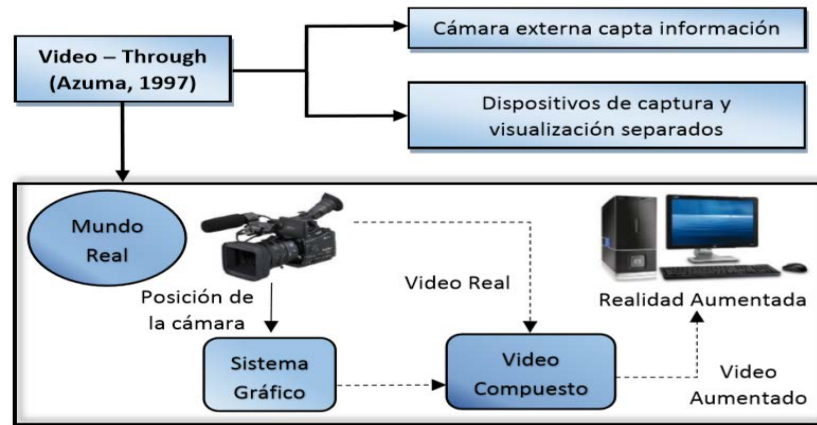 Video – Through
(Azuma, 1997)
Cámara externa capta información
Dispositivos de captura y
visualización separados
Mundo
Real
Posición de
la cámara
Video Real
Realidad Aumentada
Sistema
Gráfico
Video
Compuesto
Video
Aumentado